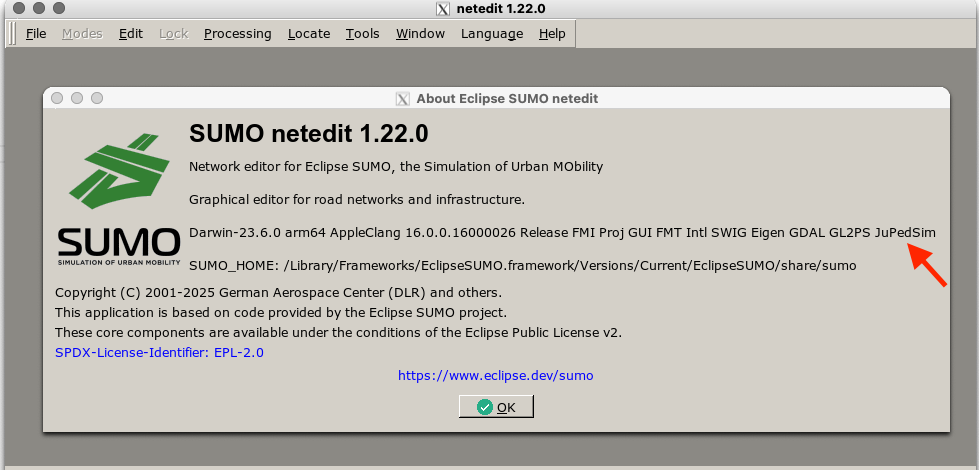 netedit 1.22.0
File Modes Edit Lock Processing Locate Tools Window Language Help
About Eclipse SUMO netedit
SUMO netedit 1.22.0
Network editor for Eclipse SUMO, the Simulation of Urban MObility
Graphical editor for road networks and infrastructure.
Darwin-23.6.0 arm64 AppleClang 16.0.0.16000026 Release FMI Proj GUI FMT Intl SWIG Eigen GDAL GL2PS JuPedSim
SUMO
SIMULATION OF URBAN MOBILITY
SUMO_HOME: /Library/Frameworks/EclipseSUMO.framework/Versions/Current/EclipseSUMO/share/sumo
Copyright (C) 2001-2025 German Aerospace Center (DLR) and others.
This application is based on code provided by the Eclipse SUMO project.
These core components are available under the conditions of the Eclipse Public License v2.
SPDX-License-Identifier: EPL-2.0
https://www.eclipse.dev/sumo
OK